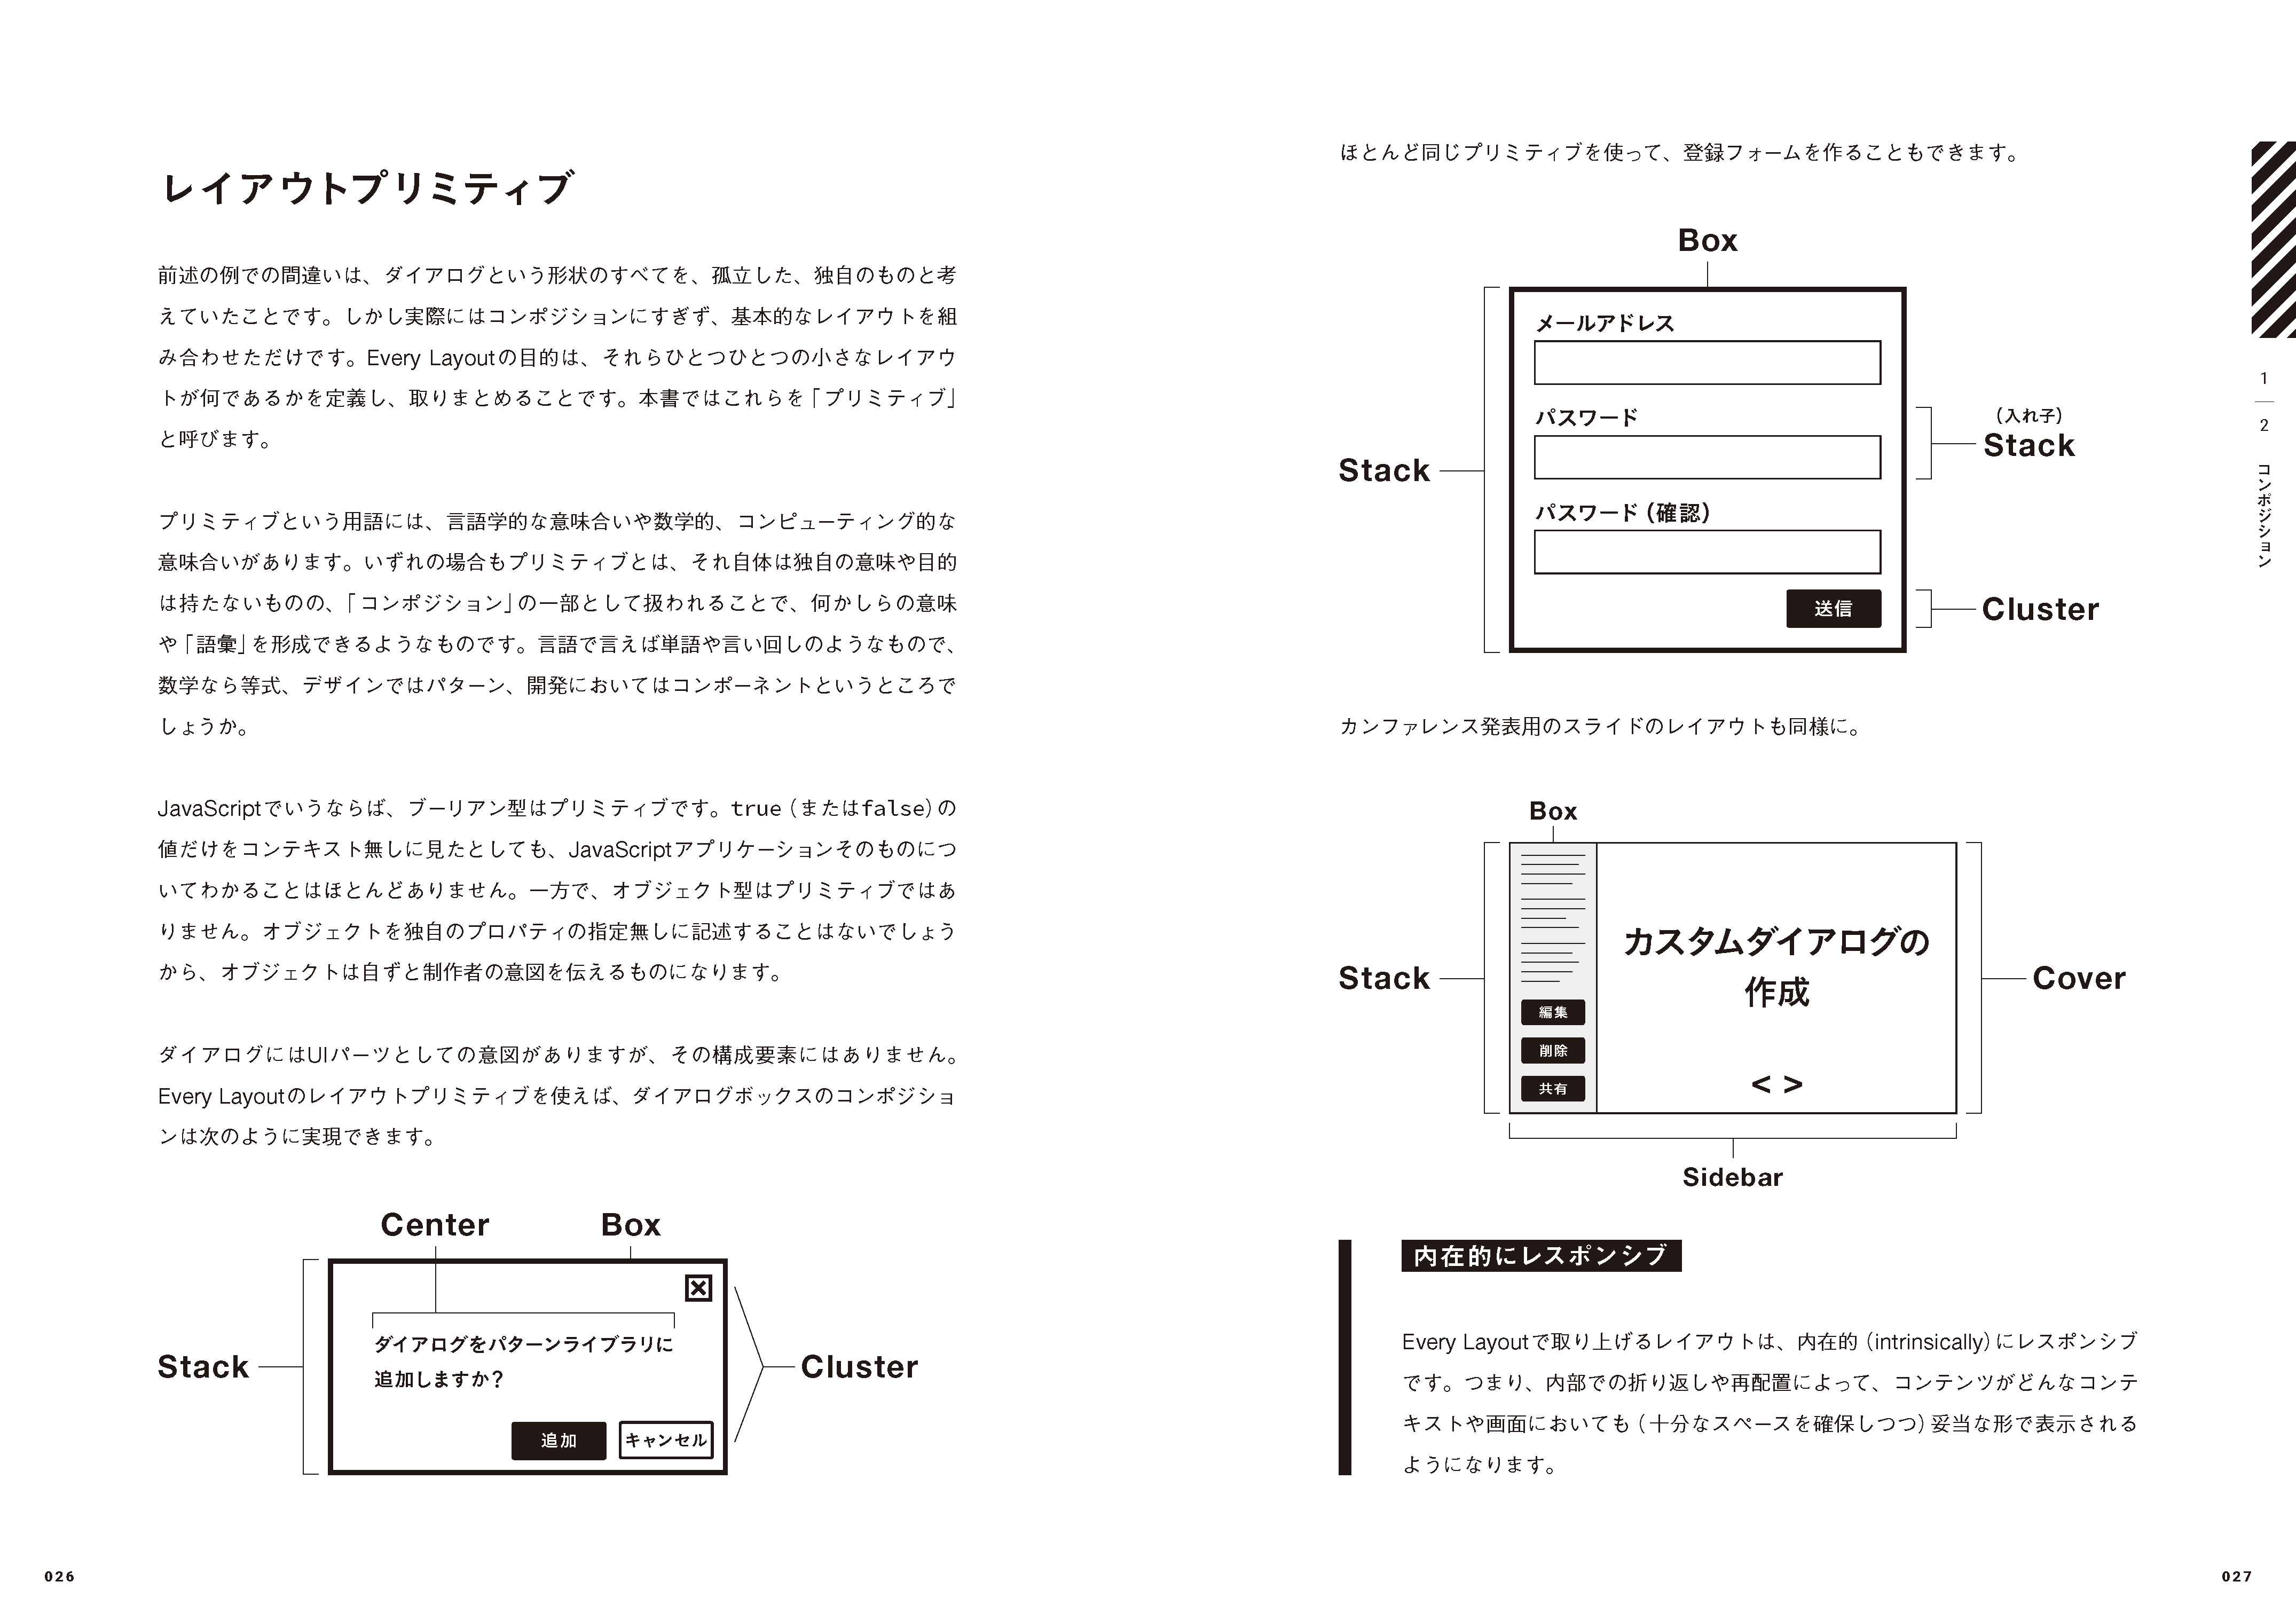 レイアウトプリミティブ
前述の例での間違いは、ダイアログという形状のすべてを、孤立した、独自のものと考
えていたことです。しかし実際にはコンポジションにすぎず、基本的なレイアウトを組
み合わせただけです。Every Layoutの目的は、それらひとつひとつの小さなレイアウ
トが何であるかを定義し、取りまとめることです。本書ではこれらを「プリミティブ」
と呼びます。
プリミティブという用語には、言語学的な意味合いや数学的、コンピューティング的な
意味合いがあります。いずれの場合もプリミティブとは、それ自体は独自の意味や目的
は持たないものの、「コンポジション」の一部として扱われることで、何かしらの意味
や「語彙」を形成できるようなものです。言語で言えば単語や言い回しのようなもので、
数学なら等式、デザインではパターン、開発においてはコンポーネントというところで
しょうか。
JavaScriptでいうならば、ブーリアン型はプリミティブです。true（またはfalse）の
値だけをコンテキスト無しに見たとしても、JavaScriptアプリケーションそのものにつ
いてわかることはほとんどありません。一方で、オブジェクト型はプリミティブではあ
りません。オブジェクトを独自のプロパティの指定無しに記述することはないでしょう
から、オブジェクトは自ずと制作者の意図を伝えるものになります。
ダイアログにはUIパーツとしての意図がありますが、その構成要素にはありません。
Every Layoutのレイアウトプリミティブを使えば、ダイアログボックスのコンポジショ
ンは次のように実現できます。
Center Box
Stack
ダイアログをパターンライブラリに
追加しますか？
追加 キャンセル
Cluster
026
ほとんど同じプリミティブを使って、登録フォームを作ることもできます。
Box
Stack
メールアドレス
パスワード
パスワード（確認）
送信
（入れ子）
Stack
Cluster
カンファレンス発表用のスライドのレイアウトも同様に。
Box
Stack
編集
削除
共有
カスタムダイアログの
作成
< >
Cover
Sidebar
内在的にレスポンシブ
Every Layoutで取り上げるレイアウトは、内在的（intrinsically）にレスポンシブ
です。つまり、内部での折り返しや再配置によって、コンテンツがどんなコンテ
キストや画面においても（十分なスペースを確保しつつ）妥当な形で表示される
ようになります。
1
2
コンポジション
027